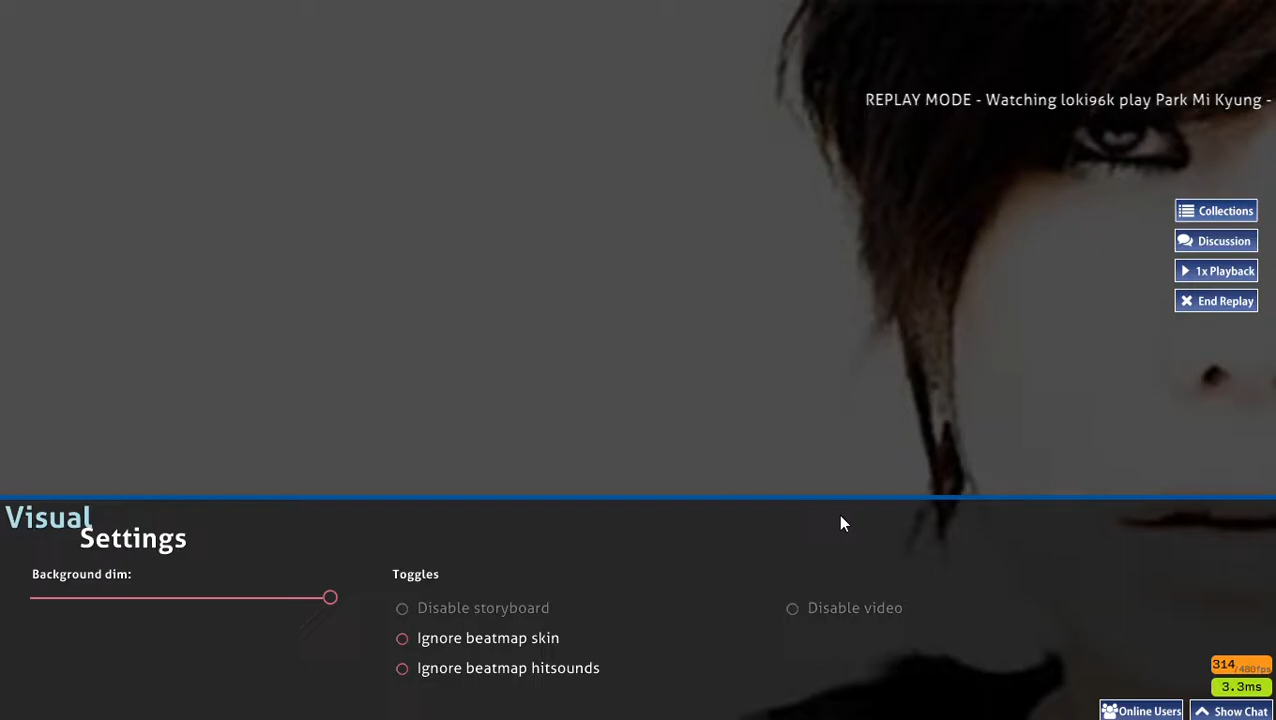 REPLAY MODE - Watching loki96k play Park Mi Kyung -
Collections
Discussion
1x Playback
End Replay
Visual
Settings
Background dim:
Toggles
Disable storyboard
Disable video
Ignore beatmap skin
Ignore beatmap hitsounds
314/480fps
3.3ms
Online Users
Show Chat